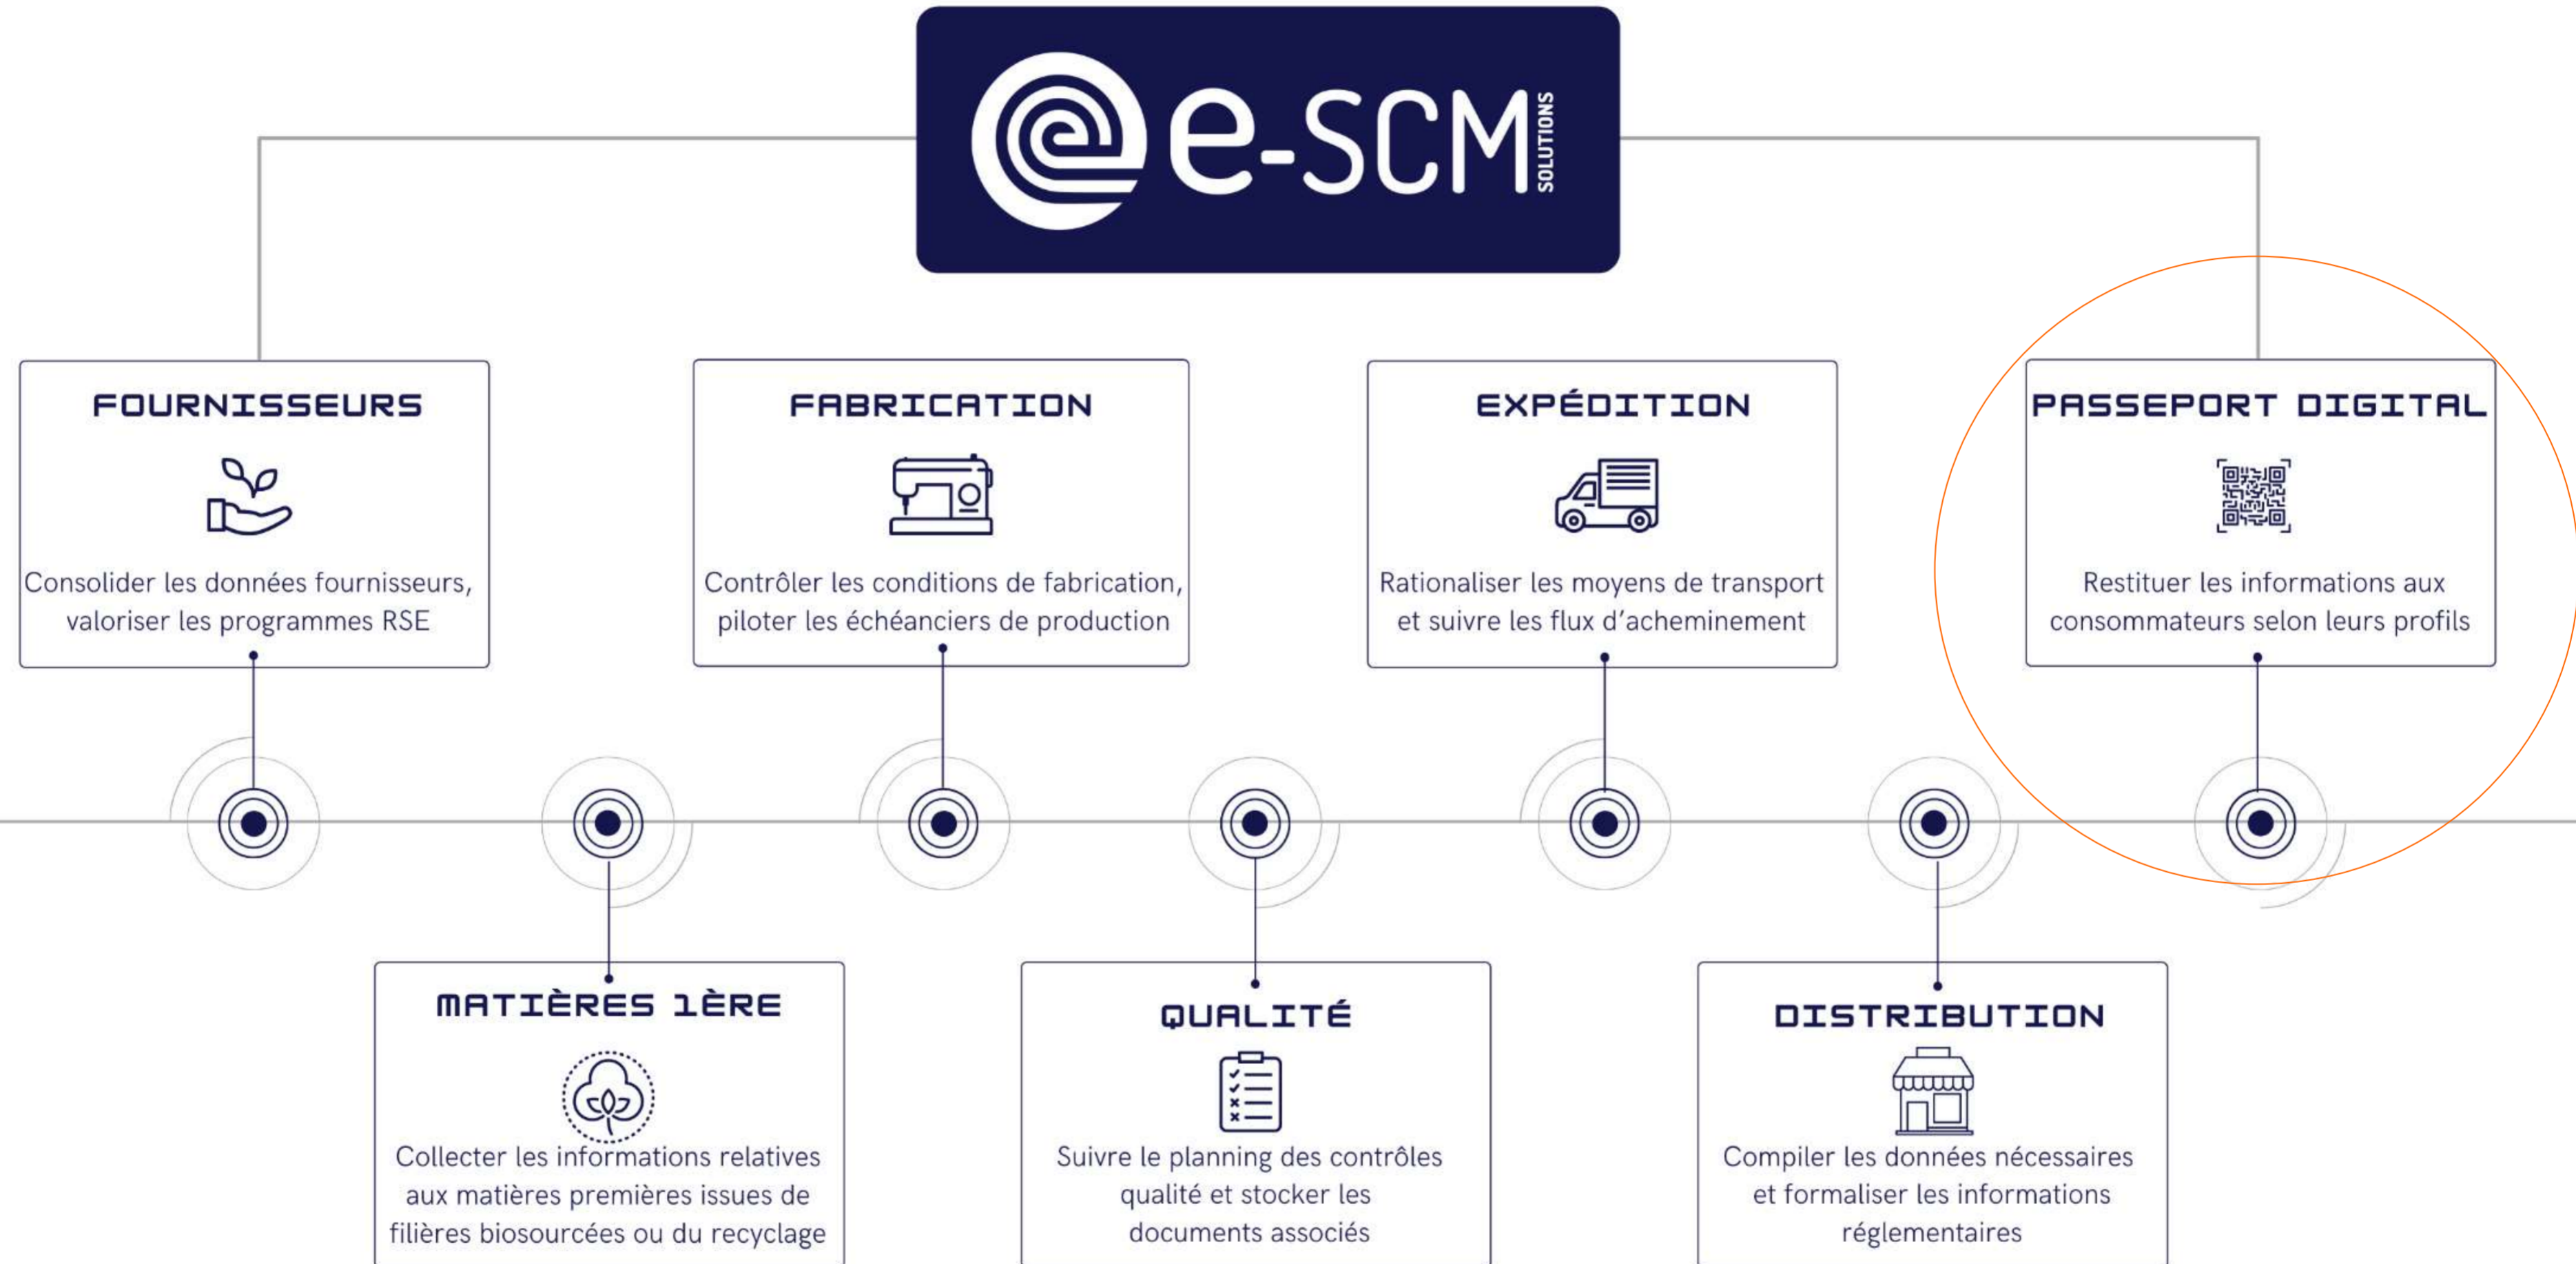 e-SCM SOLUTIONS
FOURNISSEURS
Consolider les données fournisseurs,
valoriser les programmes RSE
FABRICATION
Contrôler les conditions de fabrication,
piloter les échéanciers de production
EXPÉDITION
Rationaliser les moyens de transport
et suivre les flux d'acheminement
PASSEPORT DIGITAL
Restituer les informations aux
consommateurs selon leurs profils
MATIÈRES 1ÈRE
Collecter les informations relatives
aux matières premières issues de
filières biosourcées ou du recyclage
QUALITÉ
Suivre le planning des contrôles
qualité et stocker les
documents associés
DISTRIBUTION
Compiler les données nécessaires
et formaliser les informations
réglementaires